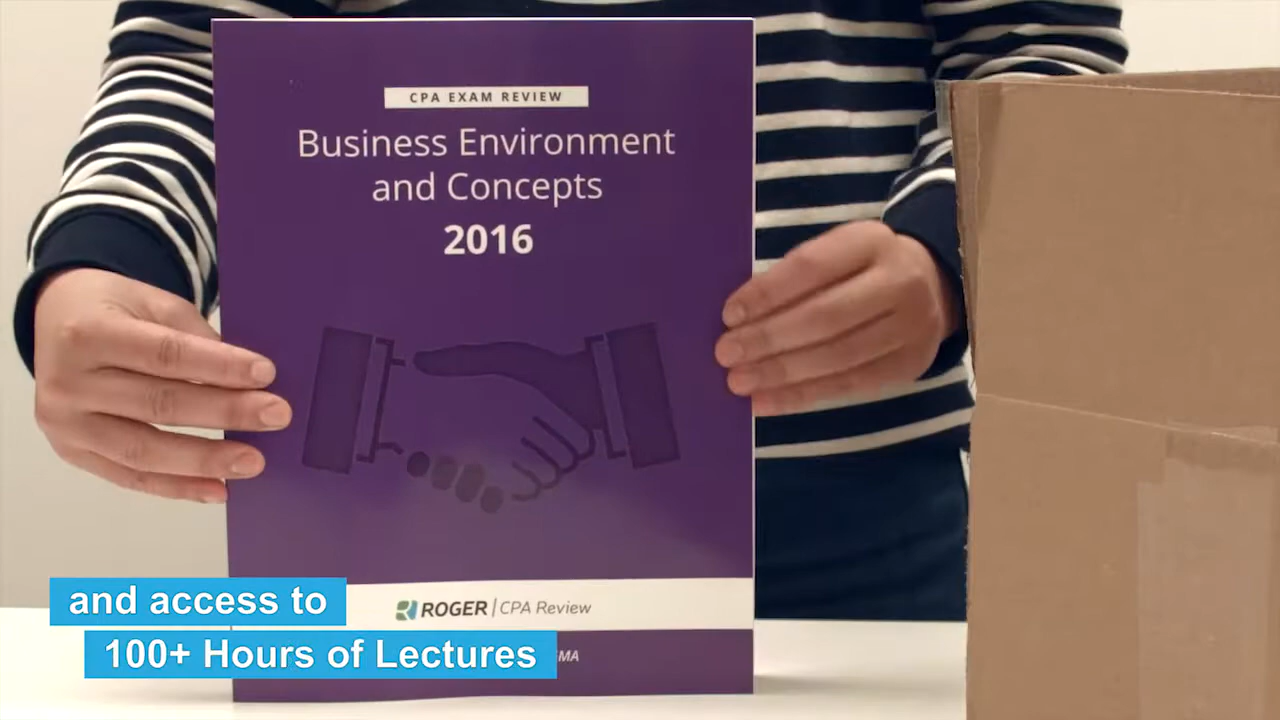 CPA EXAM REVIEW
Business Environment
and Concepts
2016
ROGER | CPA Review
and access to
100+ Hours of Lectures